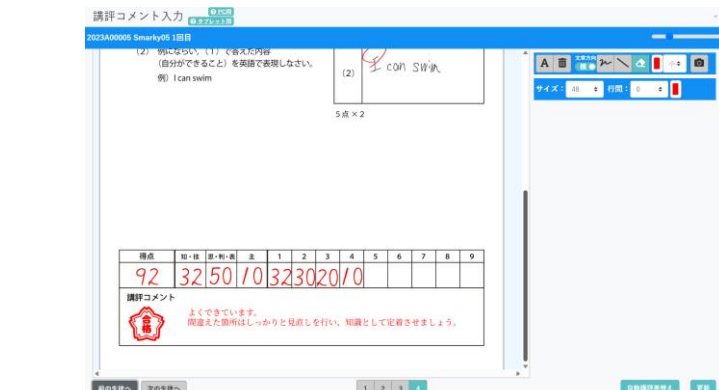 講評コメント入力 PC版
タブレット版
2023A00005 Smarky05 1回目
(2) 例にならい、(1) で答えた内容
(自分ができること) を英語で表現しなさい。
例) I can swim
(2) I can swim
5点×2
A 文章方向
横
サイズ: 48 行間: 0
得点 知・技 思・判・表 主 1 2 3 4 5 6 7 8 9
92 32 50 10 32 30 20 10
講評コメント
合格
よくできています。
間違えた箇所はしっかりと見直しを行い、知識として定着させましょう。
前の生徒へ 次の生徒へ 1 2 3 4 自動講評差替え 更新